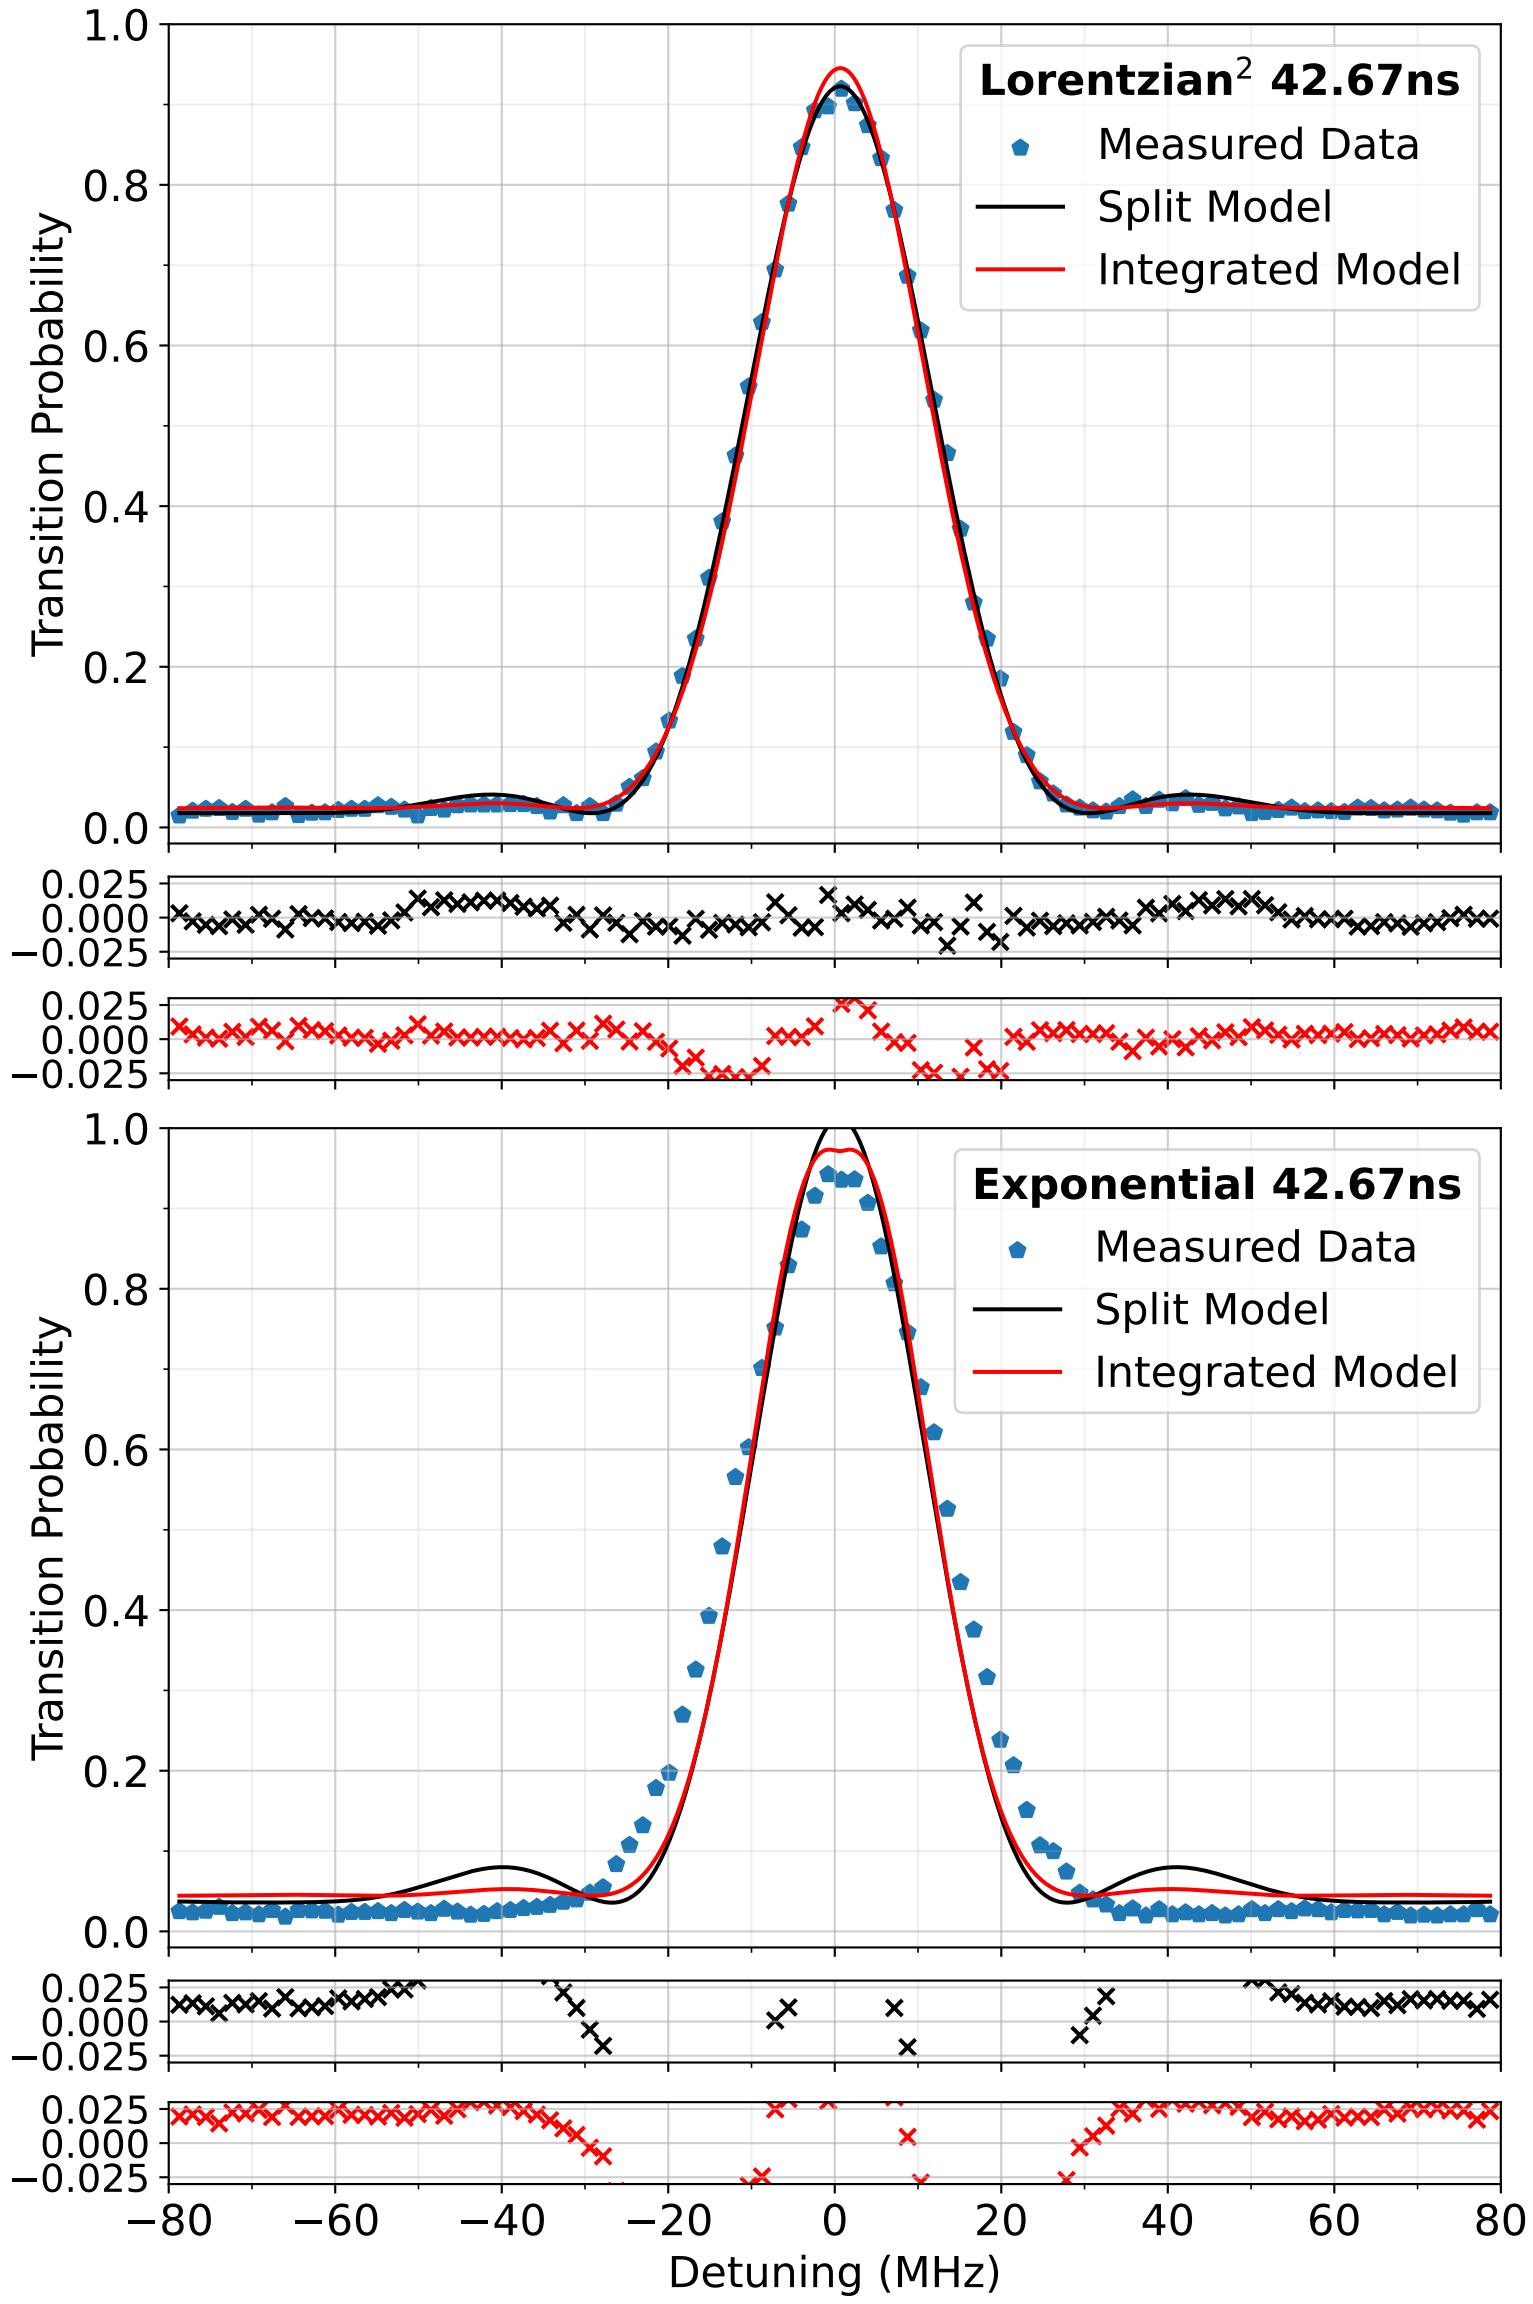 1.0
0.8
0.6
0.4
0.2
0.0
Transition Probability
Lorentzian² 42.67ns
Measured Data
Split Model
Integrated Model
0.025
0.000
−0.025
0.025
0.000
−0.025
1.0
0.8
0.6
0.4
0.2
0.0
Transition Probability
Exponential 42.67ns
Measured Data
Split Model
Integrated Model
0.025
0.000
−0.025
0.025
0.000
−0.025
−80 −60 −40 −20 0 20 40 60 80
Detuning (MHz)